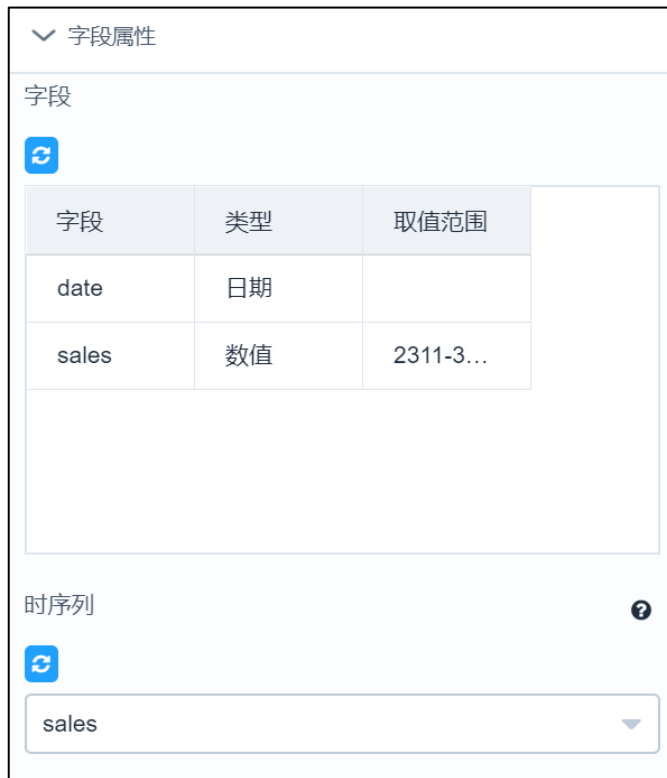 字段属性
字段
字段 类型 取值范围
date 日期
sales 数值 2311-3...
时序列
sales